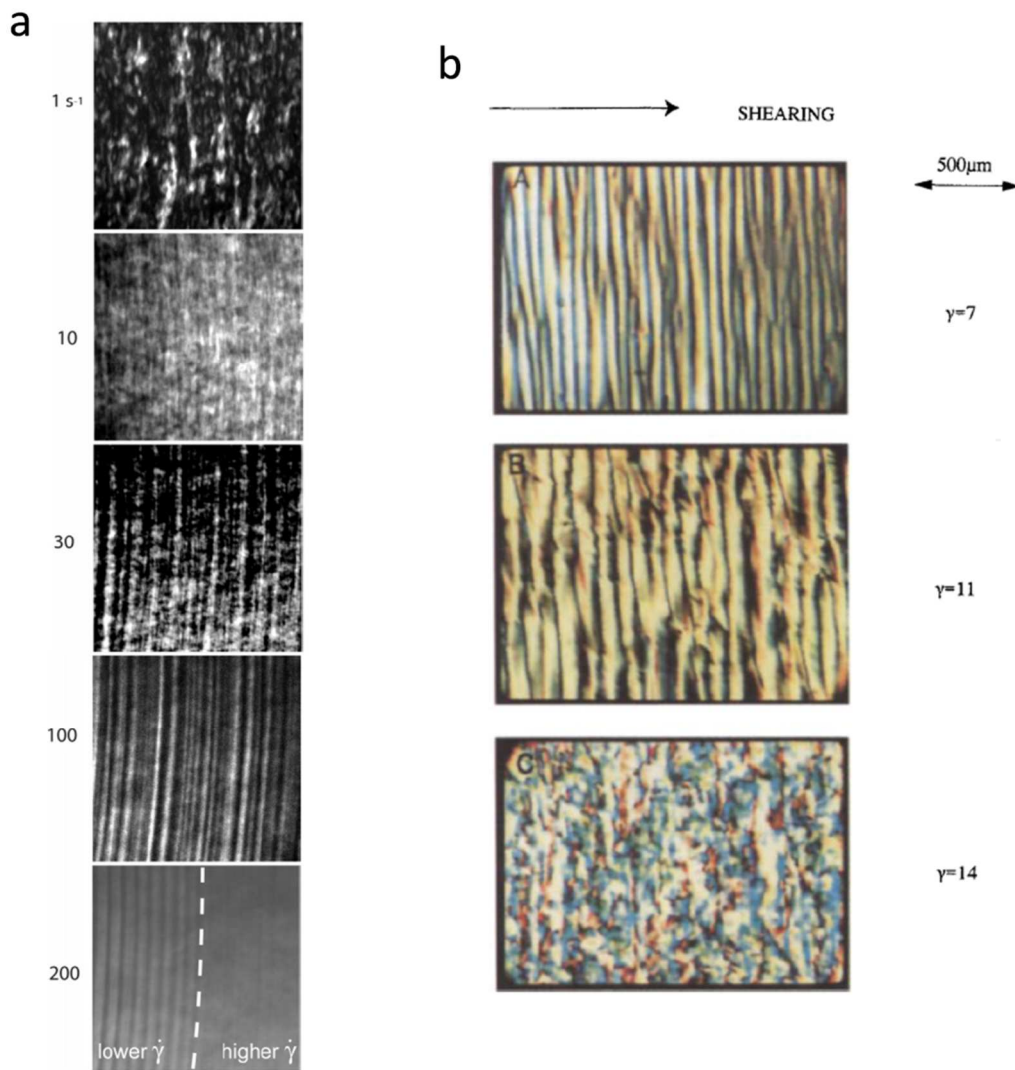 a
1 s-1
10
30
100
200
lower γ̇
higher γ̇
b
SHEARING
500μm
A
γ=7
B
γ=11
C
γ=14